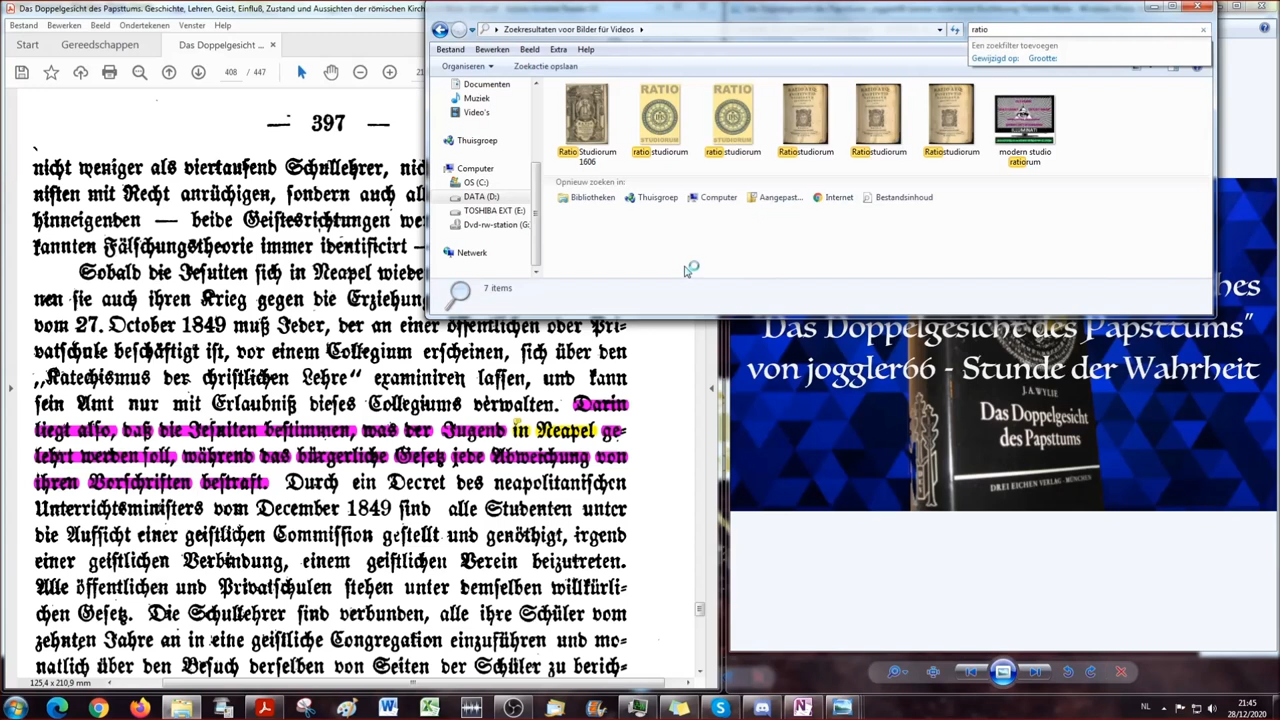 Das Doppelgesicht des Papsttums. Geschichte, Lehren, Geist, Einfluß, Zustand und Aussichten der römischen Kirch
Bestand Bewerken Beeld Ondertekenen Venster Help
Start Gereedschappen Das Doppelgesicht ... ×
408 / 447
— 397 —
nicht weniger als viertausend Schullehrer,
nisten mit Recht anrüchigen, sondern auch
hinneigenden — beide Geistesrichtungen
kannten Fälschungstheorie immer identificirt —
Sobald die Jesuiten sich in Neapel
nen sie auch ihren Krieg gegen die
vom 27. October 1849 muß Jeder, der an einer öffentlichen oder Pri-
vatschule beschäftigt ist, vor einem Collegium erscheinen, sich über den
„Katechismus der christlichen Lehre“ examiniren lassen, und kann
sein Amt nur mit Erlaubniß dieses Collegiums verwalten. Darin
liegt also, daß die Jesuiten bestimmen, was der Jugend in Neapel ge-
lehrt werden soll, während das bürgerliche Gesetz jede Abweichung von
ihren Vorschriften bestraft. Durch ein Decret des neapolitanischen
Unterrichtsministers vom December 1849 sind alle Studenten unter
die Aufsicht einer geistlichen Commission gestellt und genöthigt, irgend
einer geistlichen Verbindung, einem geistlichen Verein beizutreten.
Alle öffentlichen und Privatschulen stehen unter demselben willkürli-
chen Gesetz. Die Schullehrer sind verbunden, alle ihre Schüler vom
zehnten Jahre an in eine geistliche Congregation einzuführen und mo-
natlich über den Besuch derselben von Seiten der Schüler zu berich-
125,4 x 210,9 mm
Zoekresultaten voor Bilder für Videos
ratio
Een zoekfilter toevoegen
Gewijzigd op: Grootte:
Bestand Bewerken Beeld Extra Help
Organiseren Zoekactie opslaan
Documenten
Muziek
Video's
Thuisgroep
Computer
OS (C:)
DATA (D:)
TOSHIBA EXT (E:)
Dvd-rw-station (G:
Netwerk
RATIO
STUDIORUM
RATIO
STUDIORUM
ILLUMINATI
Ratio Studiorum 1606
ratio studiorum
ratio studiorum
Ratiostudiorum
Ratiostudiorum
Ratiostudiorum
modern studio ratiorum
Opnieuw zoeken in:
Bibliotheken Thuisgroep Computer Aangepast... Internet Bestandsinhoud
7 items
Das Doppelgesicht des Papsttums"
von joggler66 - Stunde der Wahrheit
J.A.WYLIE
Das Doppelgesicht
des Papsttums
DREI EICHEN VERLAG · MÜNCHEN
NL
21:45
28/12/2020